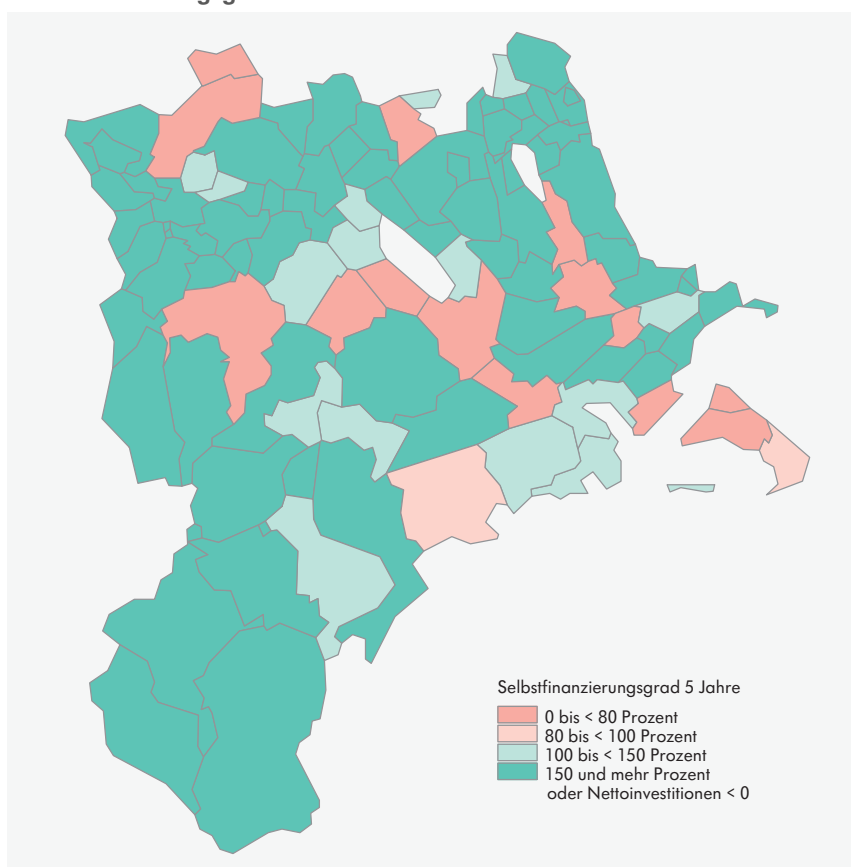 Selbstfinanzierungsgrad 5 Jahre
0 bis < 80 Prozent
80 bis < 100 Prozent
100 bis < 150 Prozent
150 und mehr Prozent
oder Nettoinvestitionen < 0